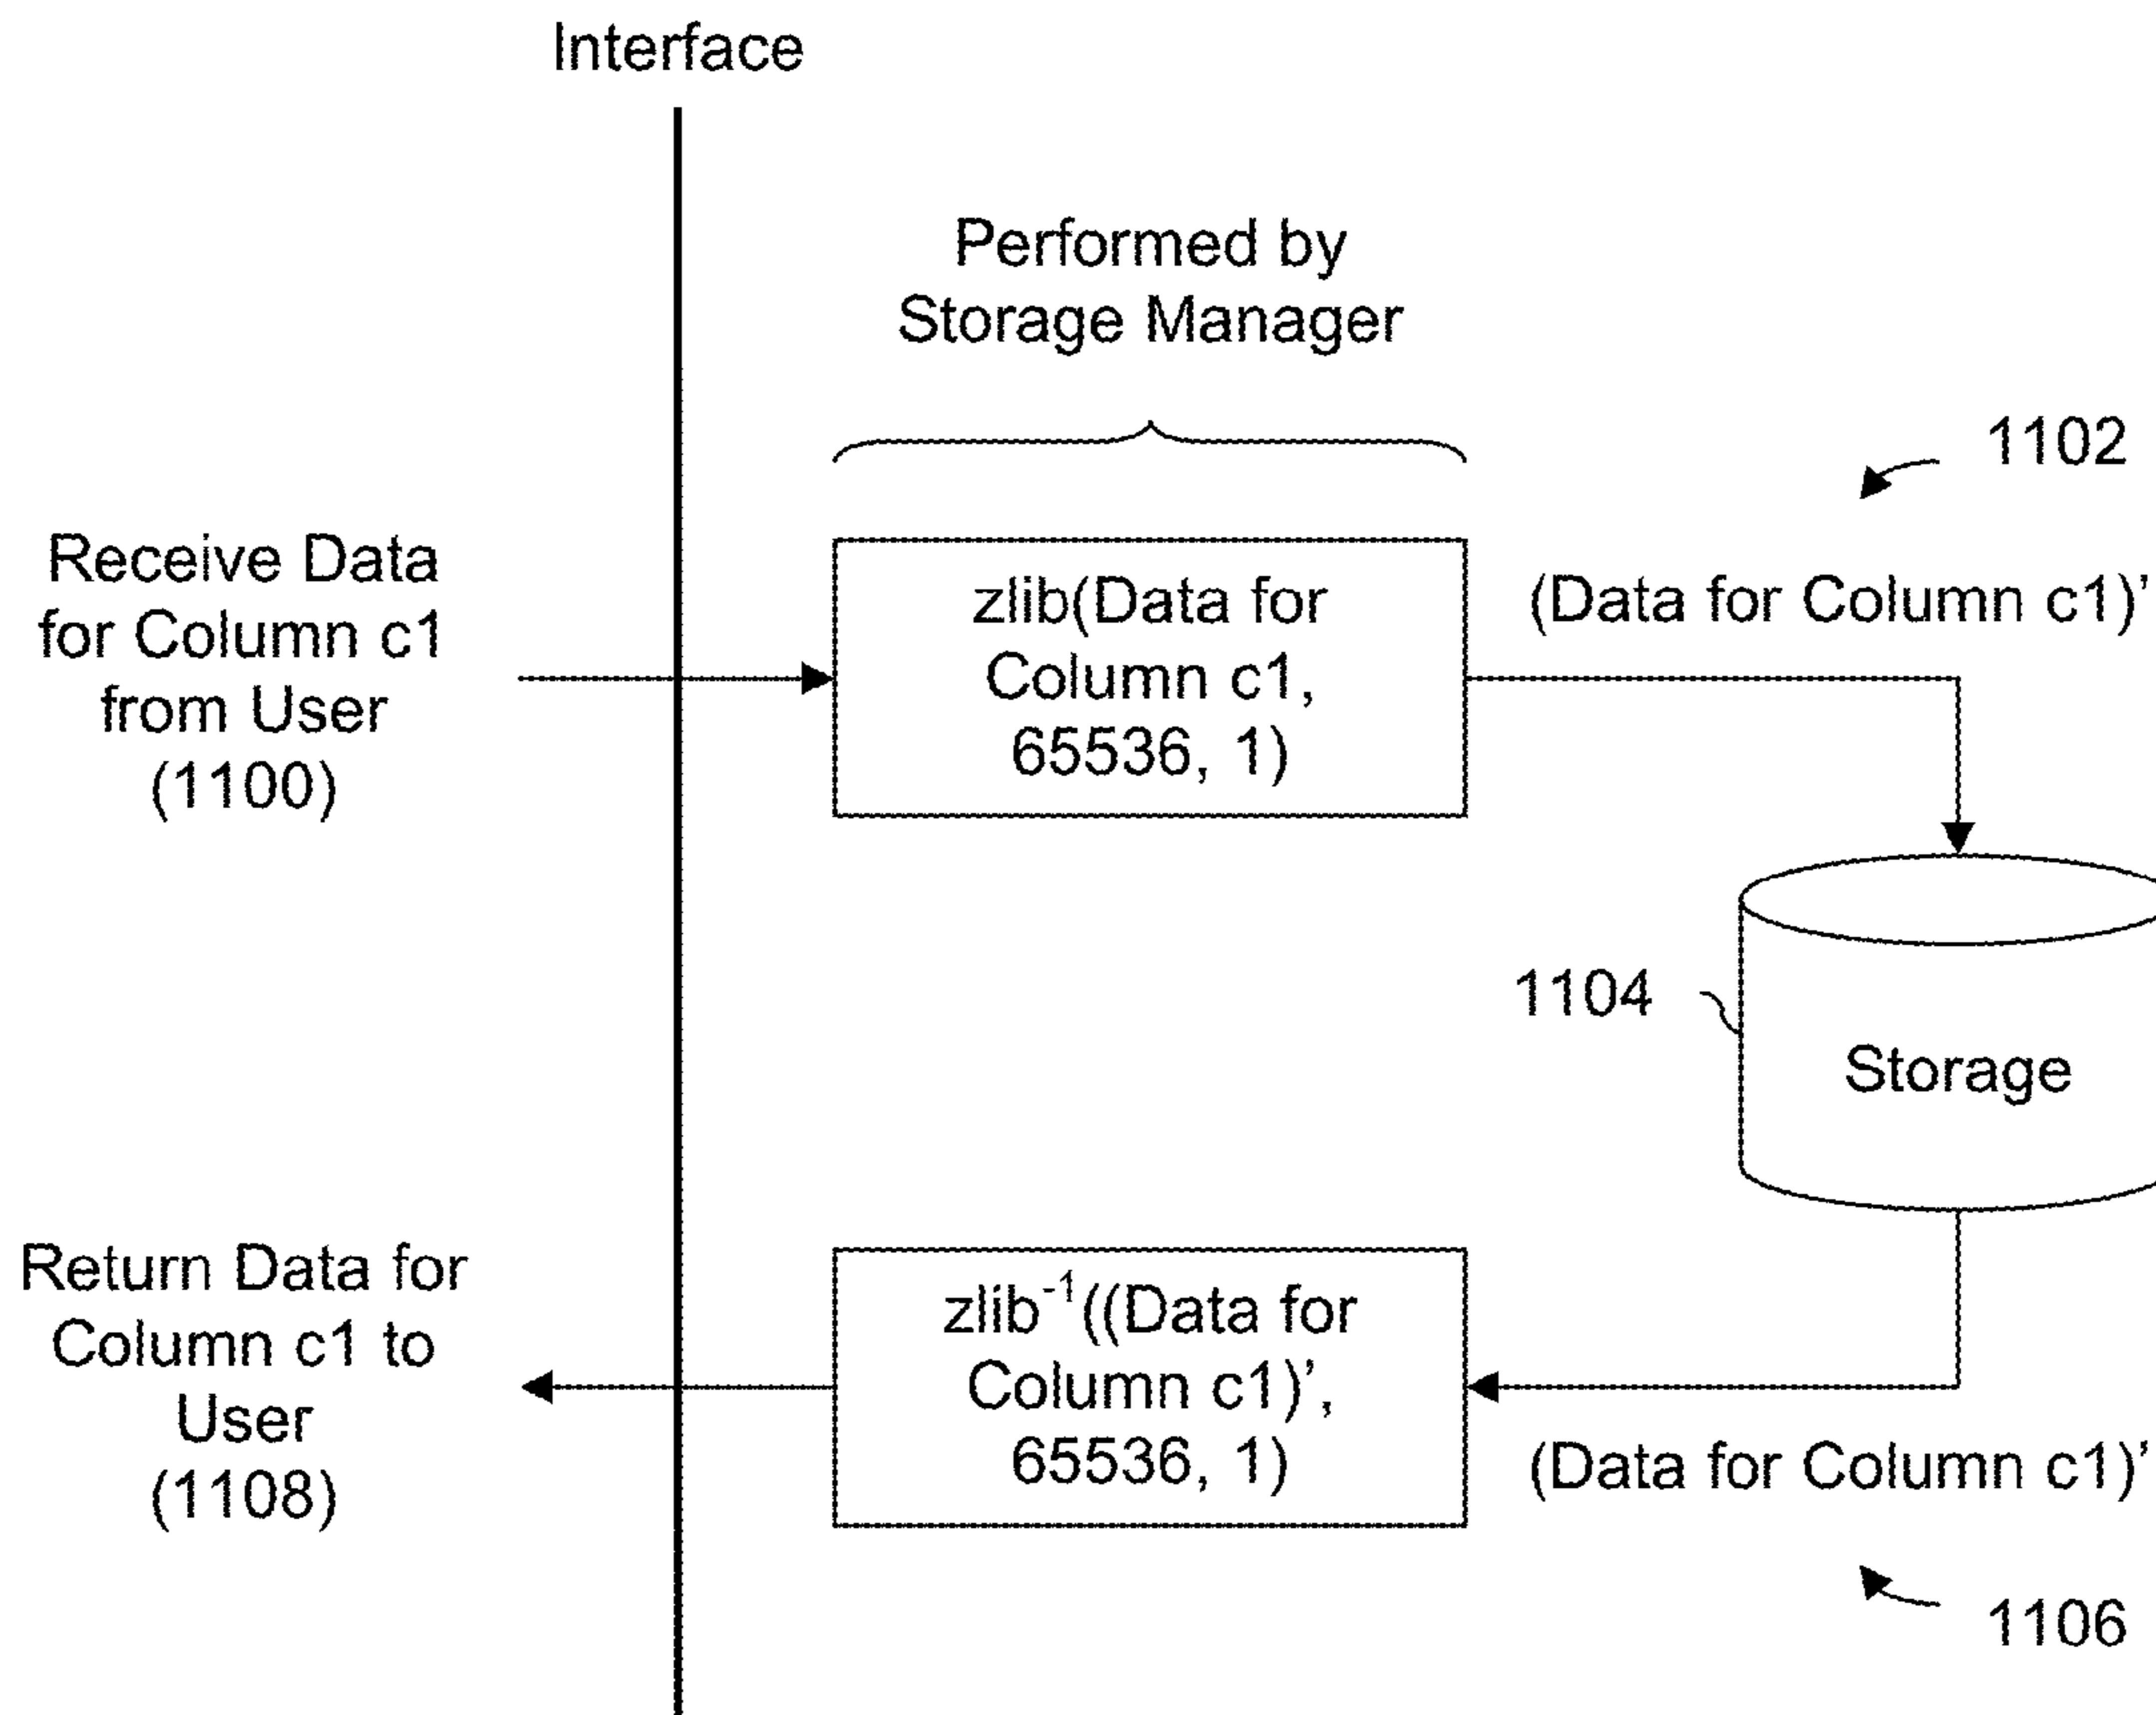 Interface
Performed by
Storage Manager
1102
Receive Data
for Column c1
from User
(1100)
zlib(Data for
Column c1,
65536, 1)
(Data for Column c1)’
1104
Storage
Return Data for
Column c1 to
User
(1108)
zlib⁻¹((Data for
Column c1)’,
65536, 1)
(Data for Column c1)’
1106